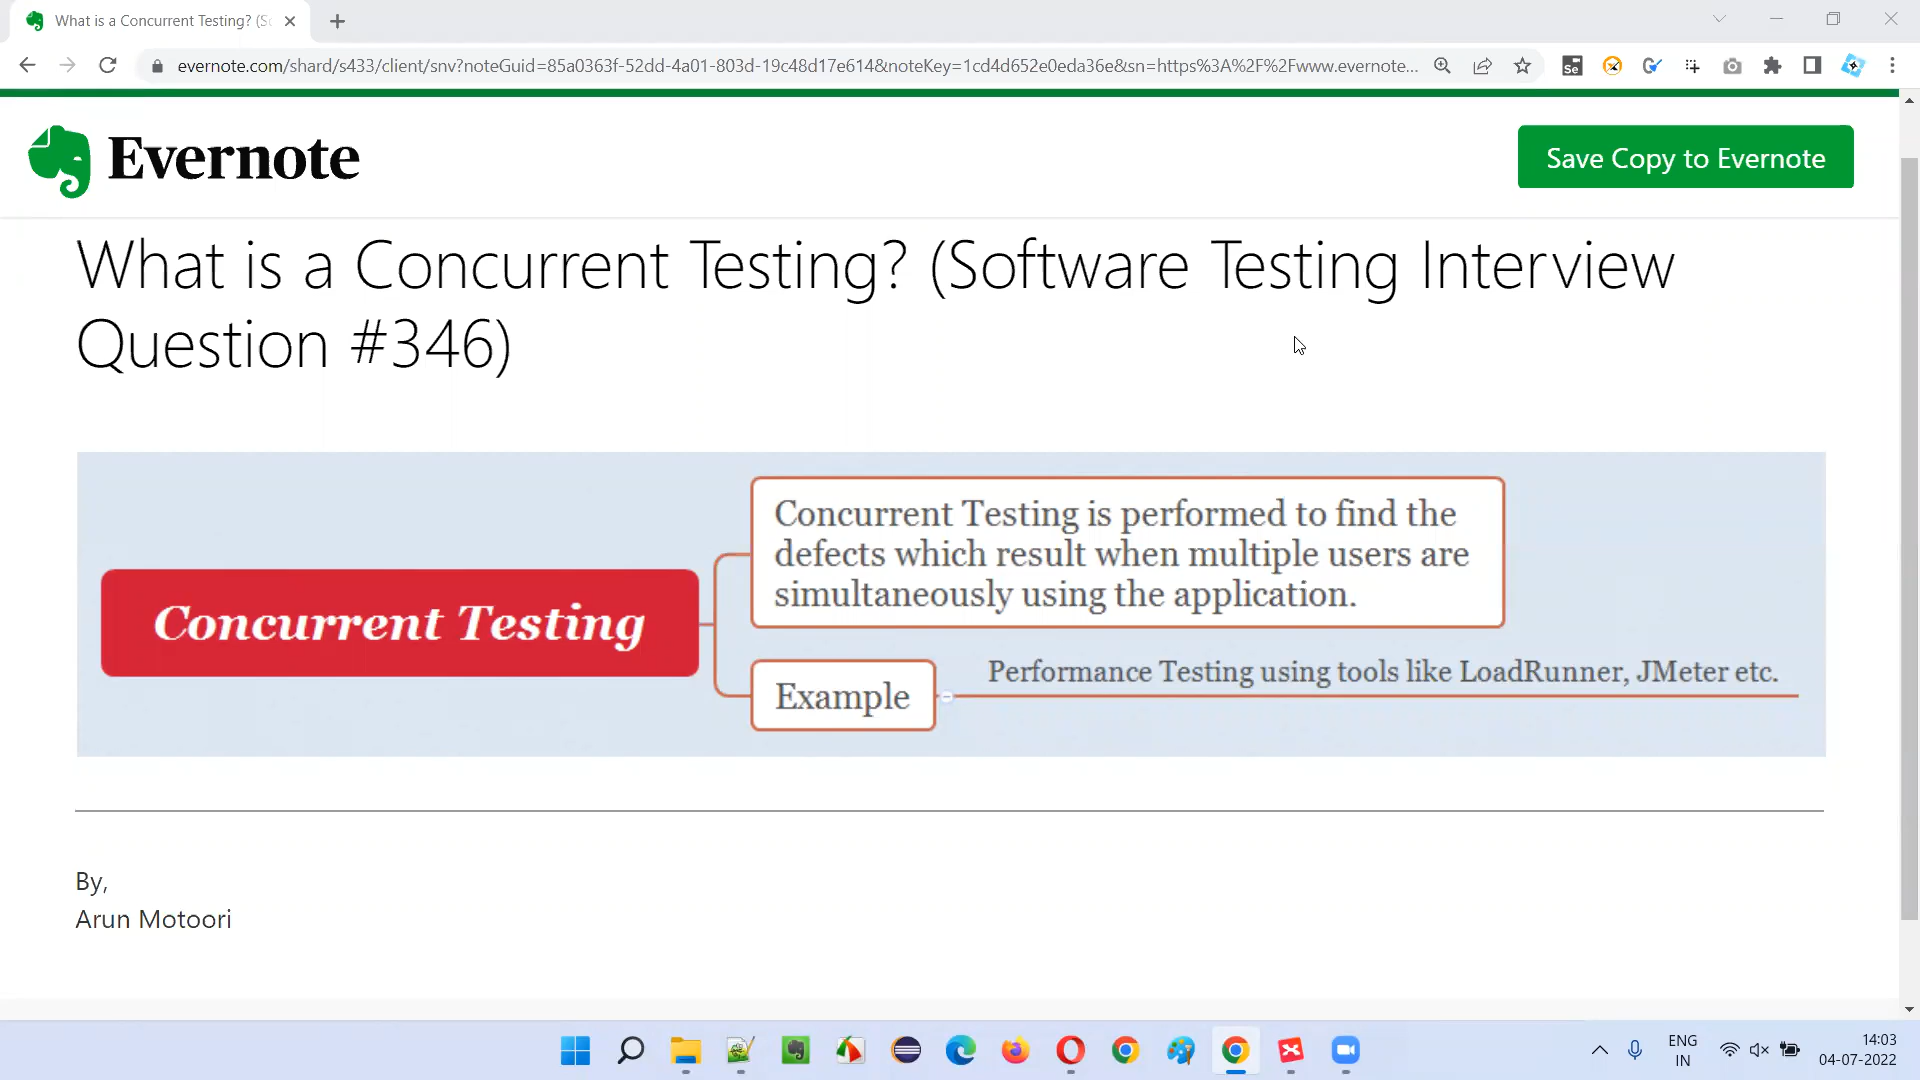 What is a Concurrent Testing? (S
evernote.com/shard/s433/client/snv?noteGuid=85a0363f-52dd-4a01-803d-19c48d17e614&noteKey=1cd4d652e0eda36e&sn=https%3A%2F%2Fwww.evernote...
Se
Evernote
Save Copy to Evernote
What is a Concurrent Testing? (Software Testing Interview
Question #346)
Concurrent Testing
Concurrent Testing is performed to find the
defects which result when multiple users are
simultaneously using the application.
Example
Performance Testing using tools like LoadRunner, JMeter etc.
By,
Arun Motoori
ENG
IN
14:03
04-07-2022